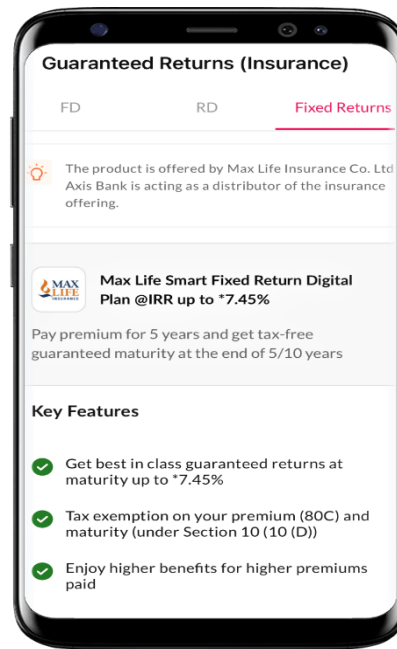 Guaranteed Returns (Insurance)
FD RD Fixed Returns
The product is offered by Max Life Insurance Co. Ltd
Axis Bank is acting as a distributor of the insurance
offering.
MAX
LIFE
INSURANCE
Max Life Smart Fixed Return Digital
Plan @IRR up to *7.45%
Pay premium for 5 years and get tax-free
guaranteed maturity at the end of 5/10 years
Key Features
Get best in class guaranteed returns at
maturity up to *7.45%
Tax exemption on your premium (80C) and
maturity (under Section 10 (10 (D))
Enjoy higher benefits for higher premiums
paid